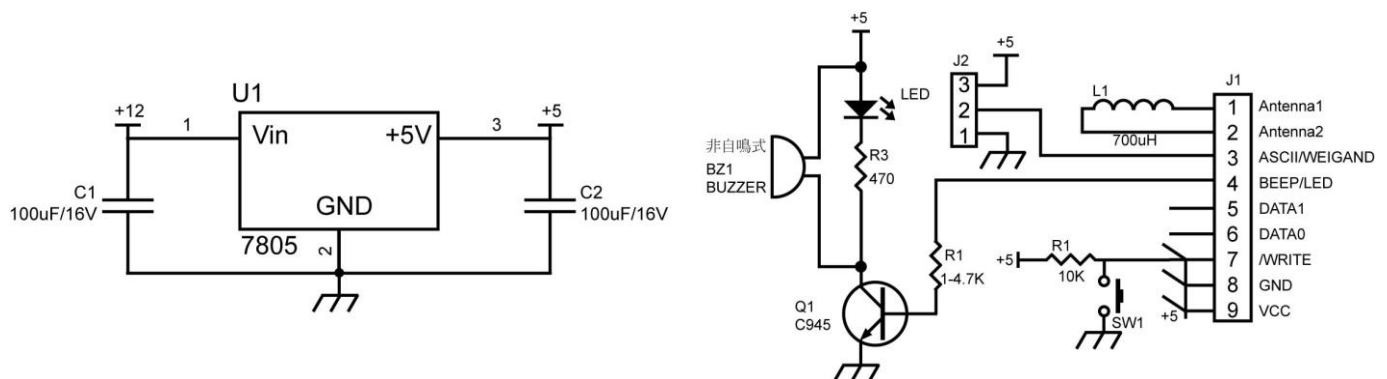 U1
+12
1
Vin
+5V
3
+5
C1
100uF/16V
GND
7805
2
C2
100uF/16V
+5
LED
非自鳴式
BZ1
BUZZER
R3
470
Q1
C945
R1
1-4.7K
J2
+5
3
2
1
L1
700uH
J1
1 Antenna1
2 Antenna2
3 ASCII/WEIGAND
4 BEEP/LED
5 DATA1
6 DATA0
7 /WRITE
8 GND
9 VCC
+5
R1
10K
SW1
+5